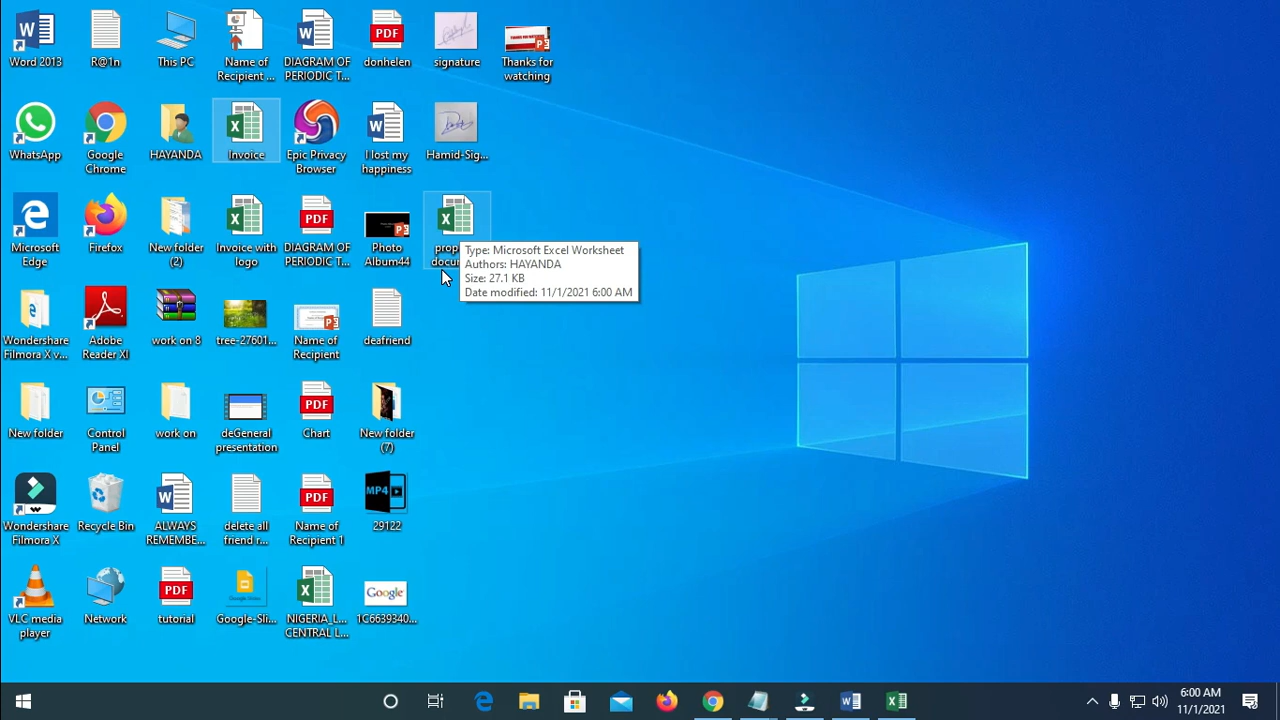 Word 2013
R@1n
This PC
Name of
Recipient ...
DIAGRAM OF
PERIODIC T...
PDF
donhelen
signature
Thanks for
watching
WhatsApp
Google
Chrome
HAYANDA
Invoice
Epic Privacy
Browser
I lost my
happiness
Hamid-Sig...
Microsoft
Edge
Firefox
New folder
(2)
Invoice with
logo
PDF
DIAGRAM OF
PERIODIC T...
Photo
Album44
Type: Microsoft Excel Worksheet
Authors: HAYANDA
Size: 27.1 KB
Date modified: 11/1/2021 6:00 AM
Wondershare
Filmora X v...
Adobe
Reader XI
work on 8
tree-27601...
Name of
Recipient
deafriend
New folder
Control
Panel
work on
deGeneral
presentation
PDF
Chart
New folder
(7)
Wondershare
Filmora X
Recycle Bin
ALWAYS
REMEMBE...
delete all
friend r...
PDF
Name of
Recipient 1
MP4
29122
VLC media
player
Network
PDF
tutorial
Google-Sli...
NIGERIA_L...
CENTRAL L...
Google
1C6639340...
6:00 AM
11/1/2021